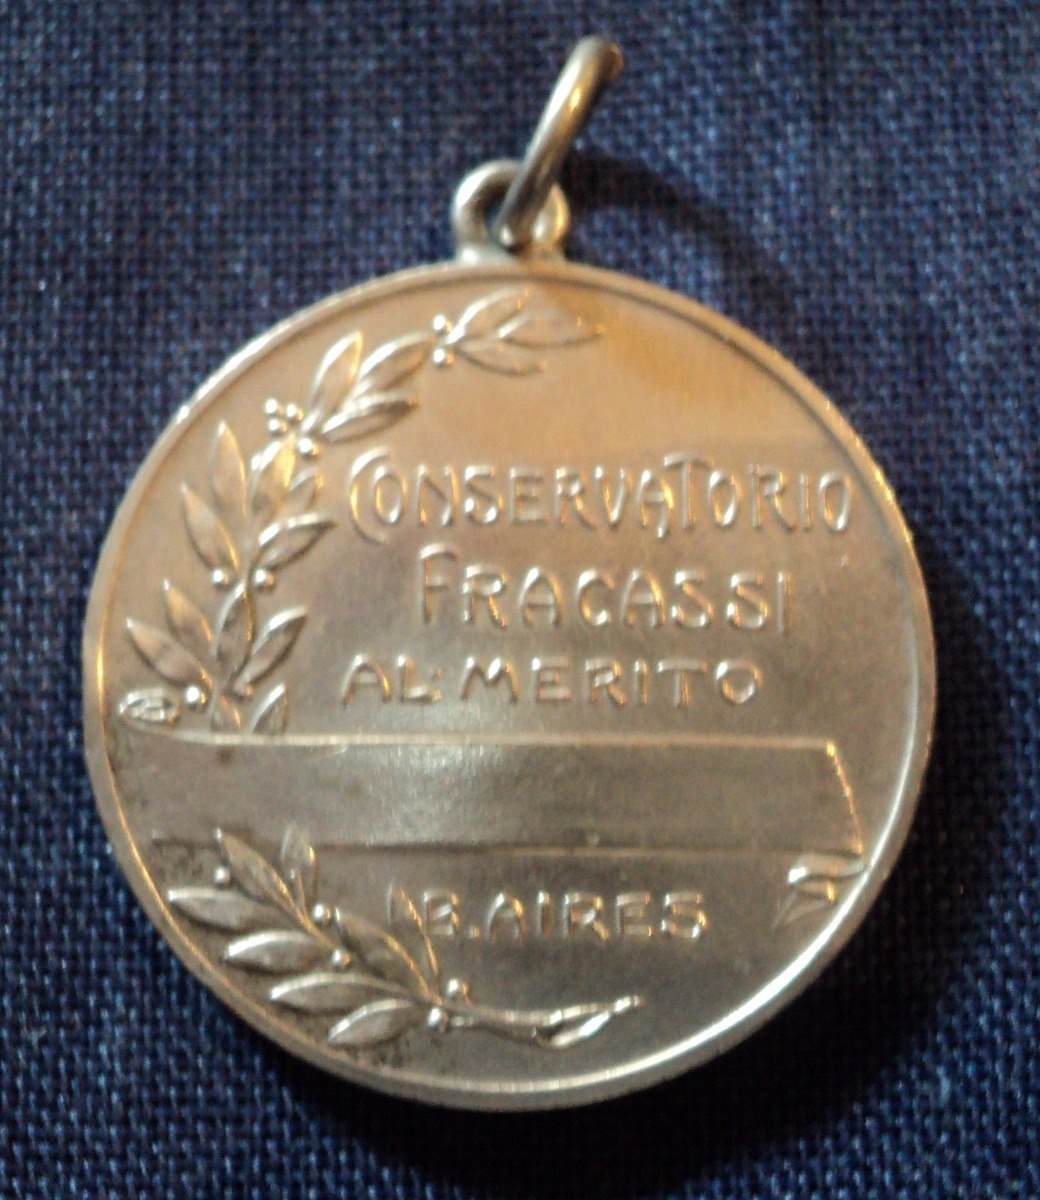 CONSERVATORIO
FRACASSI
AL MERITO
B. AIRES